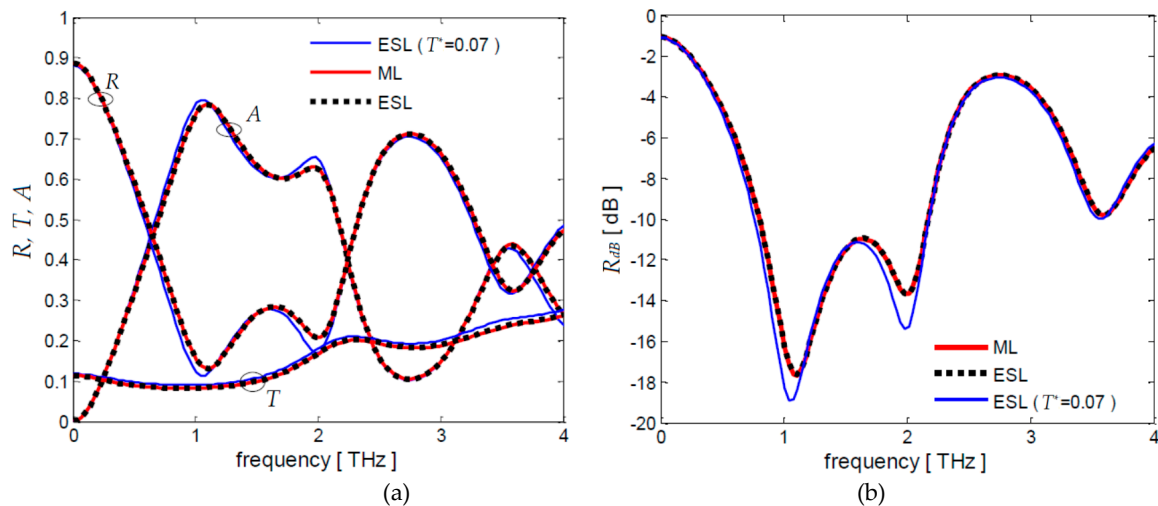 R, T, A
1
0.9
0.8
0.7
0.6
0.5
0.4
0.3
0.2
0.1
0
R
A
T
ESL ( T*=0.07 )
ML
ESL
0 1 2 3 4
frequency [ THz ]
(a)
R_dB [ dB ]
0
-2
-4
-6
-8
-10
-12
-14
-16
-18
-20
ML
ESL
ESL ( T*=0.07 )
0 1 2 3 4
frequency [ THz ]
(b)